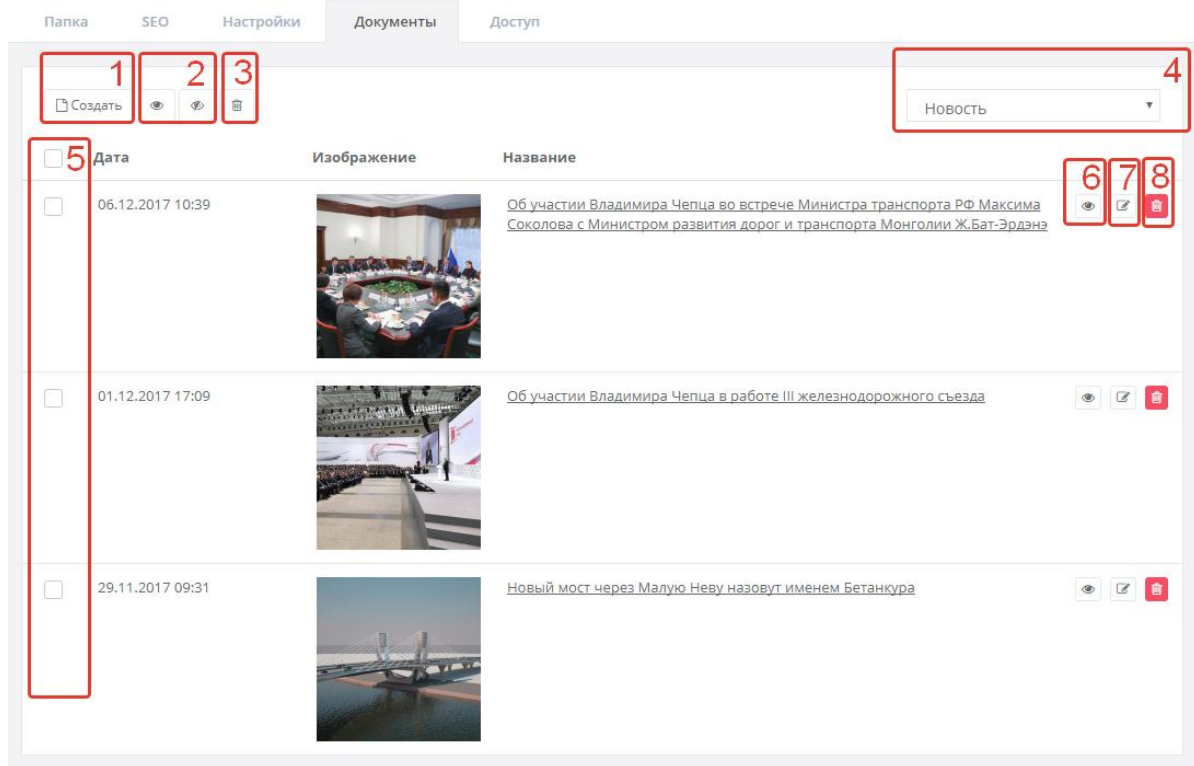 Папка SEO Настройки Документы Доступ
1 2 3 4
Создать Новость
5 Дата Изображение Название
6 7 8
06.12.2017 10:39 Об участии Владимира Чепца во встрече Министра транспорта РФ Максима
Соколова с Министром развития дорог и транспорта Монголии Ж.Бат-Эрдэнэ
01.12.2017 17:09 Об участии Владимира Чепца в работе III железнодорожного съезда
29.11.2017 09:31 Новый мост через Малую Неву назовут именем Бетанкура